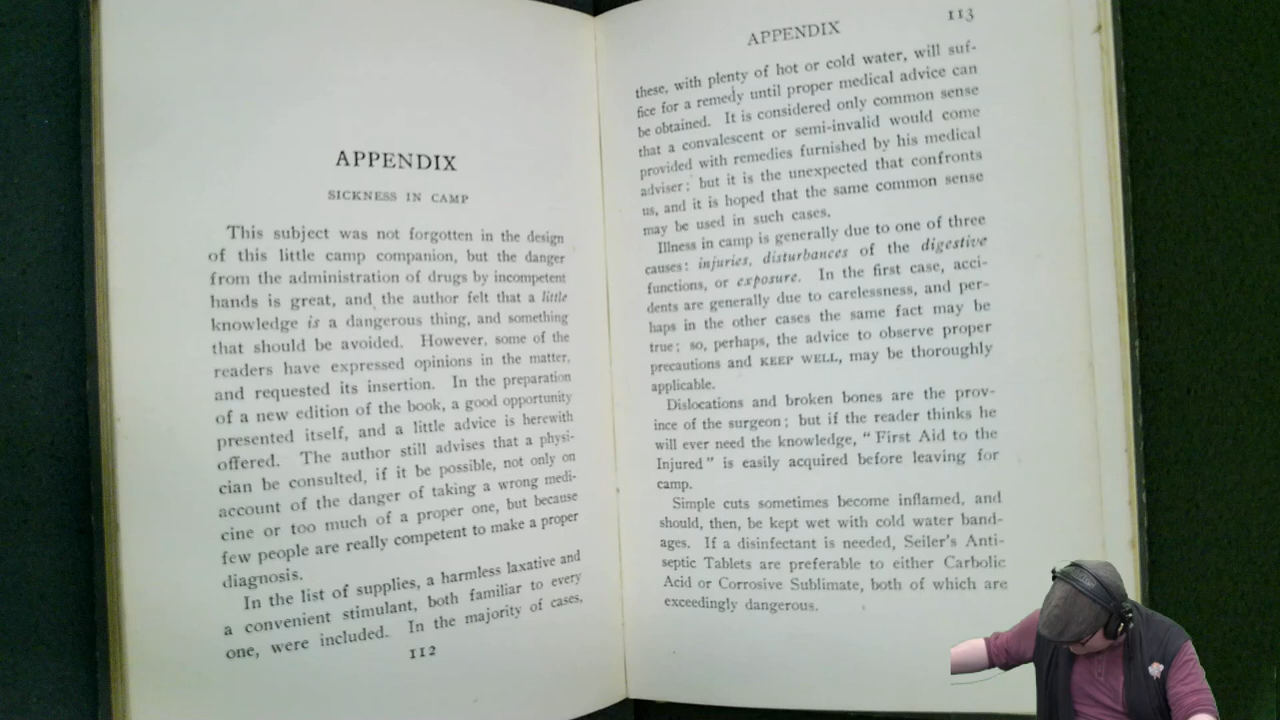 APPENDIX
SICKNESS IN CAMP
This subject was not forgotten in the design
of this little camp companion, but the danger
from the administration of drugs by incompetent
hands is great, and the author felt that a little
knowledge is a dangerous thing, and something
that should be avoided. However, some of the
readers have expressed opinions in the matter,
and requested its insertion. In the preparation
of a new edition of the book, a good opportunity
presented itself, and a little advice is herewith
offered. The author still advises that a physi-
cian be consulted, if it be possible, not only on
account of the danger of taking a wrong medi-
cine or too much of a proper one, but because
few people are really competent to make a proper
diagnosis.
In the list of supplies, a harmless laxative and
a convenient stimulant, both familiar to every
one, were included. In the majority of cases,
112
APPENDIX 113
these, with plenty of hot or cold water, will suf-
fice for a remedy until proper medical advice can
be obtained. It is considered only common sense
that a convalescent or semi-invalid would come
provided with remedies furnished by his medical
adviser; but it is the unexpected that confronts
us, and it is hoped that the same common sense
may be used in such cases.
Illness in camp is generally due to one of three
causes: injuries, disturbances of the digestive
functions, or exposure. In the first case, acci-
dents are generally due to carelessness, and per-
haps in the other cases the same fact may be
true; so, perhaps, the advice to observe proper
precautions and KEEP WELL, may be thoroughly
applicable.
Dislocations and broken bones are the prov-
ince of the surgeon; but if the reader thinks he
will ever need the knowledge, "First Aid to the
Injured" is easily acquired before leaving for
camp.
Simple cuts sometimes become inflamed, and
should, then, be kept wet with cold water band-
ages. If a disinfectant is needed, Seiler's Anti-
septic Tablets are preferable to either Carbolic
Acid or Corrosive Sublimate, both of which are
exceedingly dangerous.